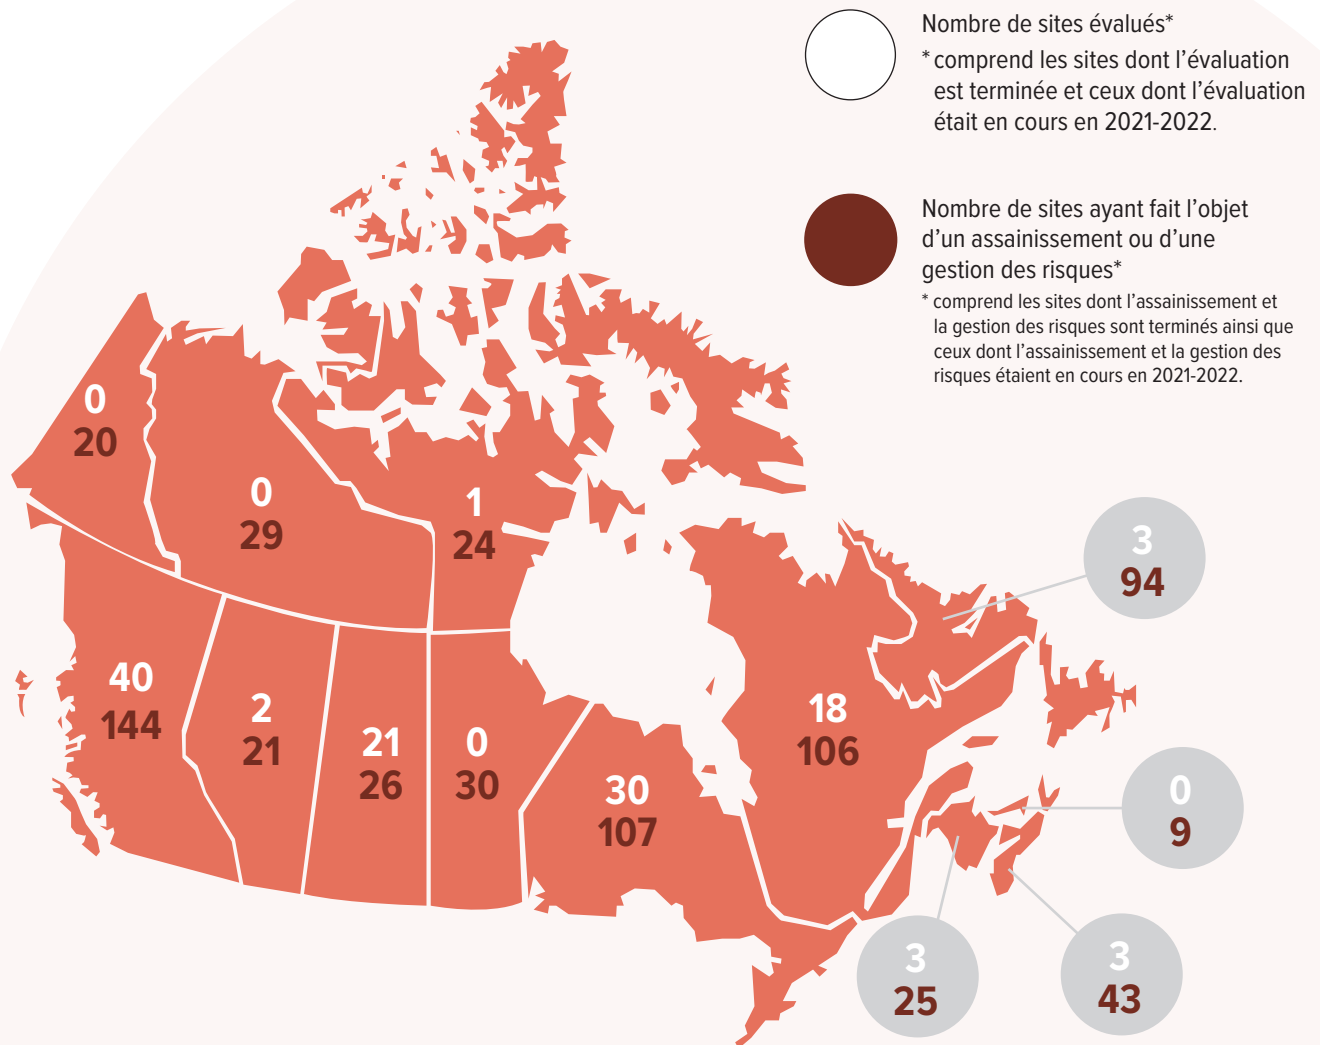 Nombre de sites évalués*
* comprend les sites dont l’évaluation
est terminée et ceux dont l’évaluation
était en cours en 2021-2022.
Nombre de sites ayant fait l’objet
d’un assainissement ou d’une
gestion des risques*
* comprend les sites dont l’assainissement et
la gestion des risques sont terminés ainsi que
ceux dont l’assainissement et la gestion des
risques étaient en cours en 2021-2022.
0
20
0
29
1
24
3
94
40
144
2
21
21
26
0
30
30
107
18
106
0
9
3
25
3
43